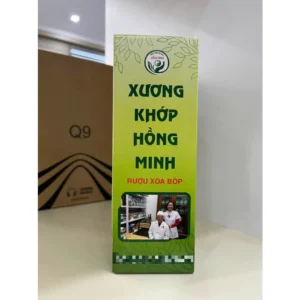 Q9
XƯƠNG
KHỚP
HỒNG
MINH
RƯỢU XOA BÓP